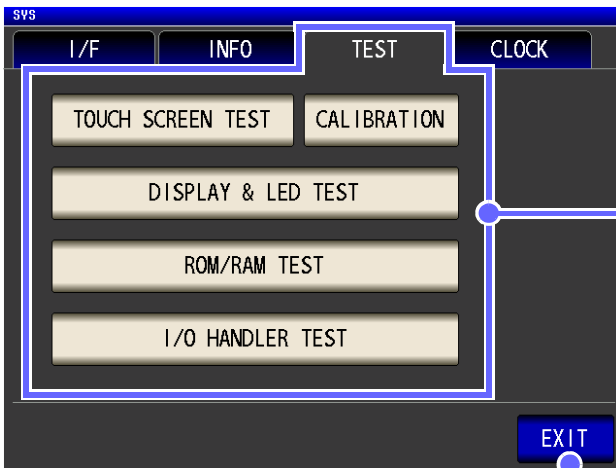 SYS
I/F INFO TEST CLOCK
TOUCH SCREEN TEST CALIBRATION
DISPLAY & LED TEST
ROM/RAM TEST
I/O HANDLER TEST
EXIT